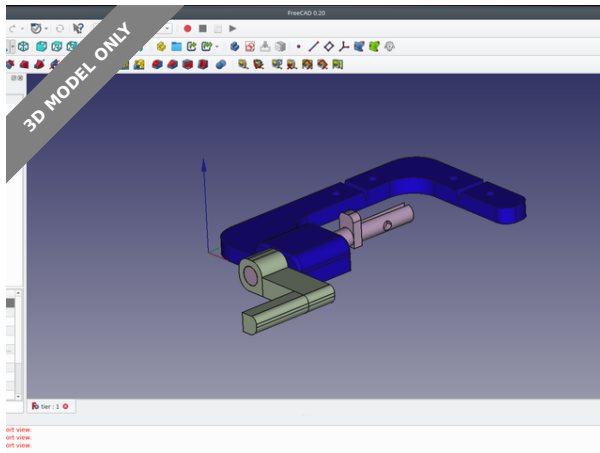 FreeCAD 0.20
3D MODEL ONLY
tier : 1
ort view.
ort view.
ort view.